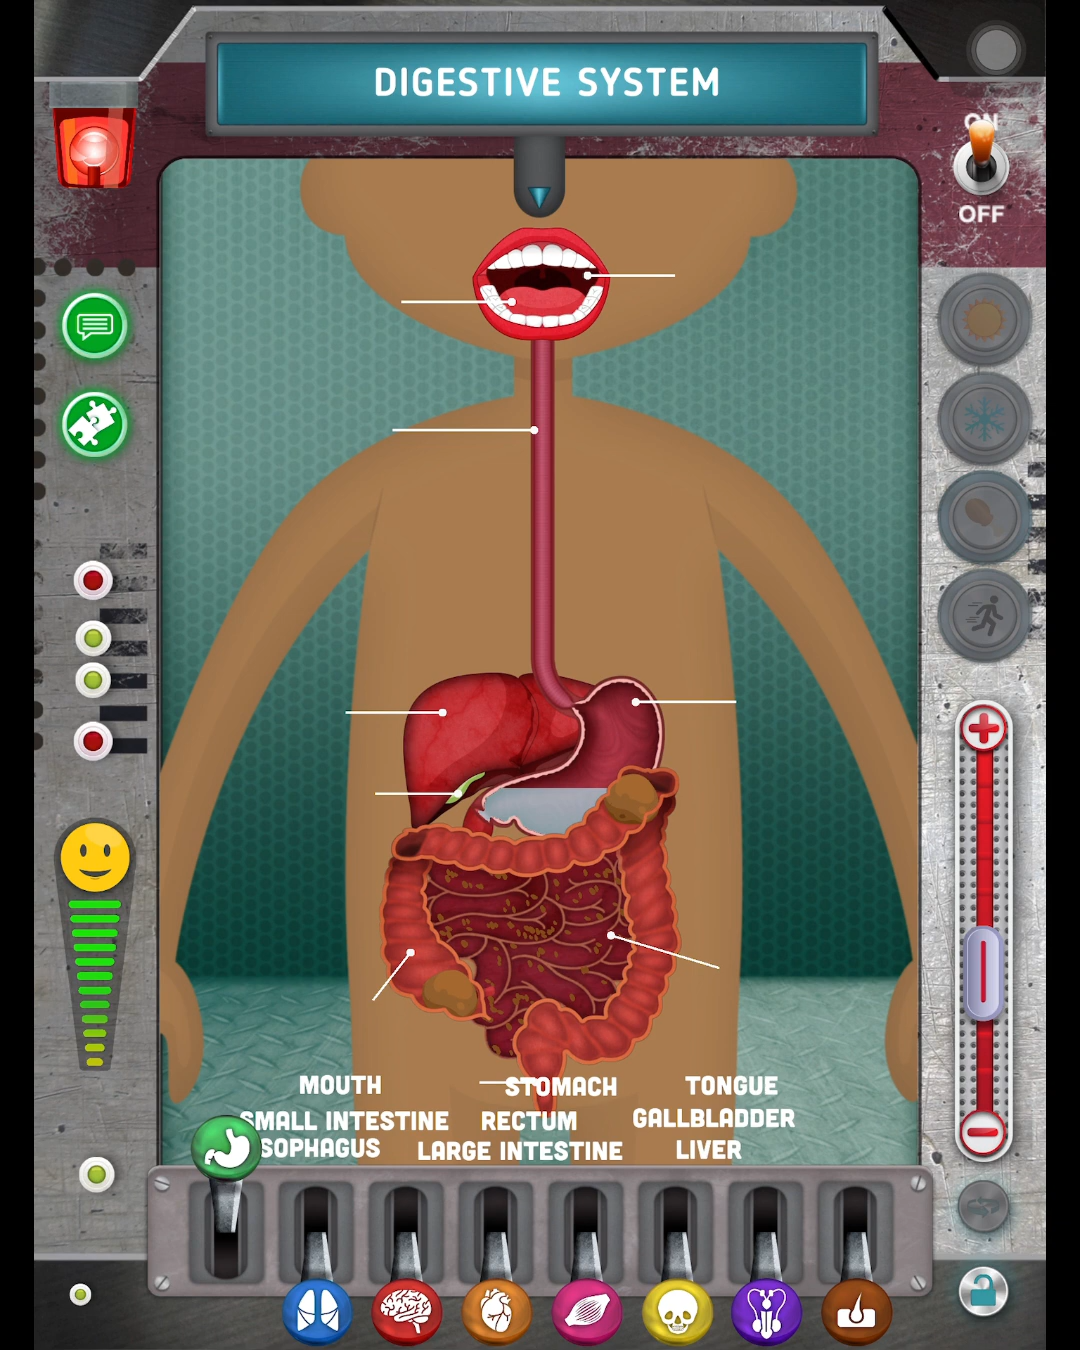 DIGESTIVE SYSTEM
ON
OFF
MOUTH STOMACH TONGUE
SMALL INTESTINE RECTUM GALLBLADDER
SOPHAGUS LARGE INTESTINE LIVER